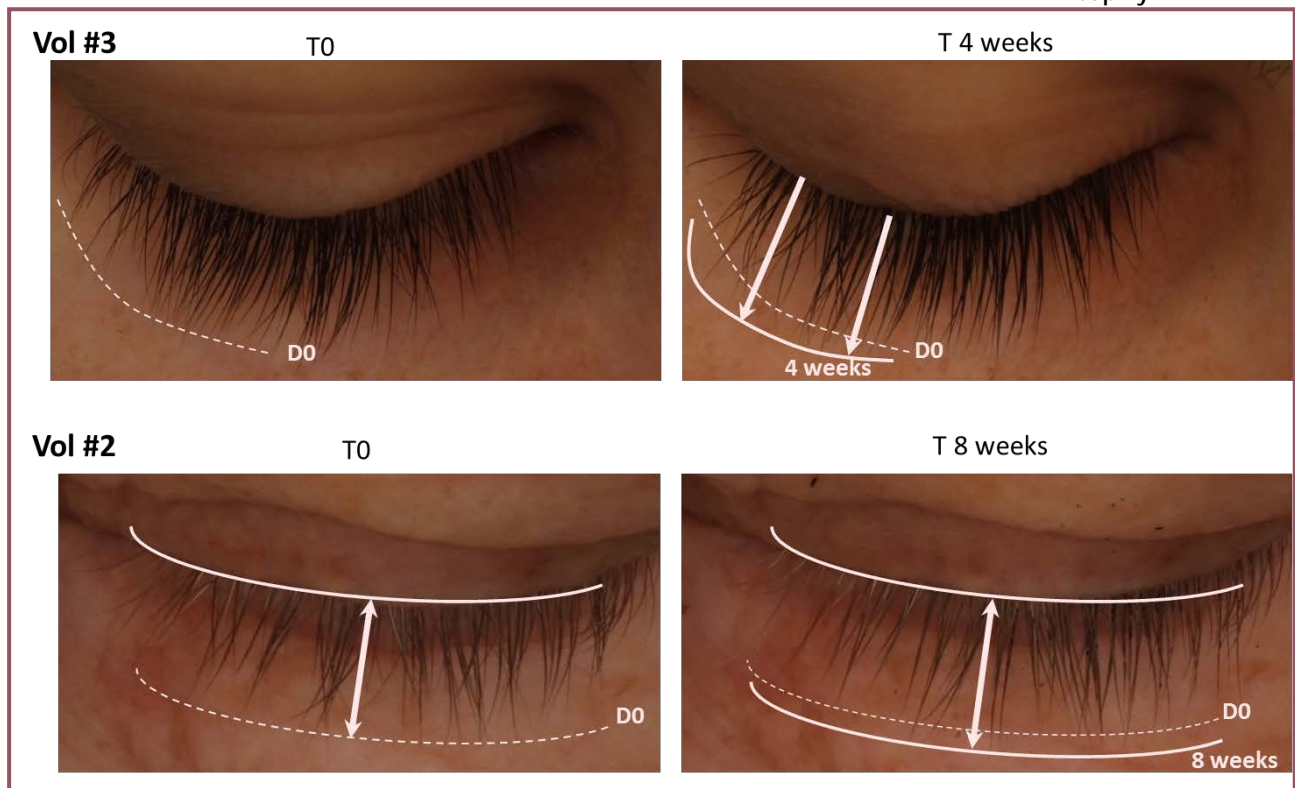 Vol #3
T0
T 4 weeks
D0
D0
4 weeks
Vol #2
T0
T 8 weeks
D0
D0
8 weeks